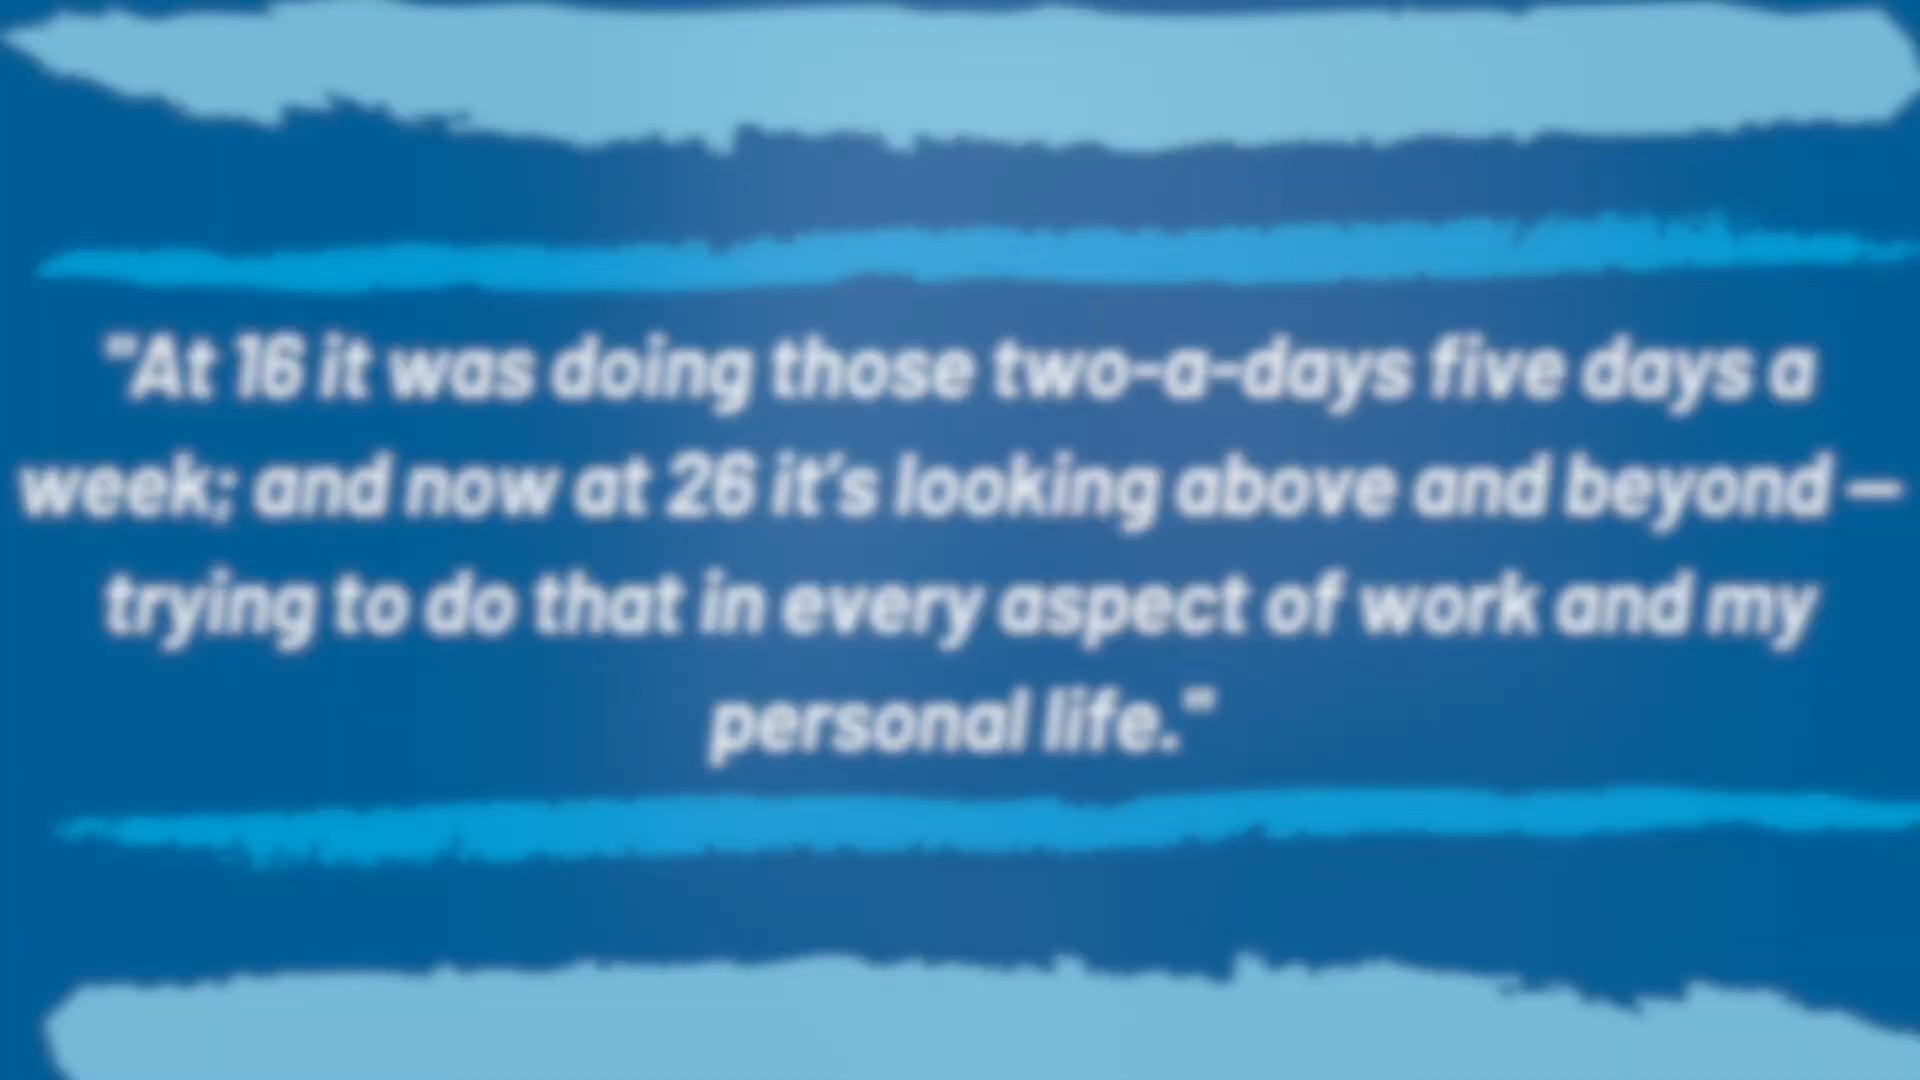 "At 16 it was doing those two-a-days five days a
week; and now at 26 it's looking above and beyond —
trying to do that in every aspect of work and my
personal life."